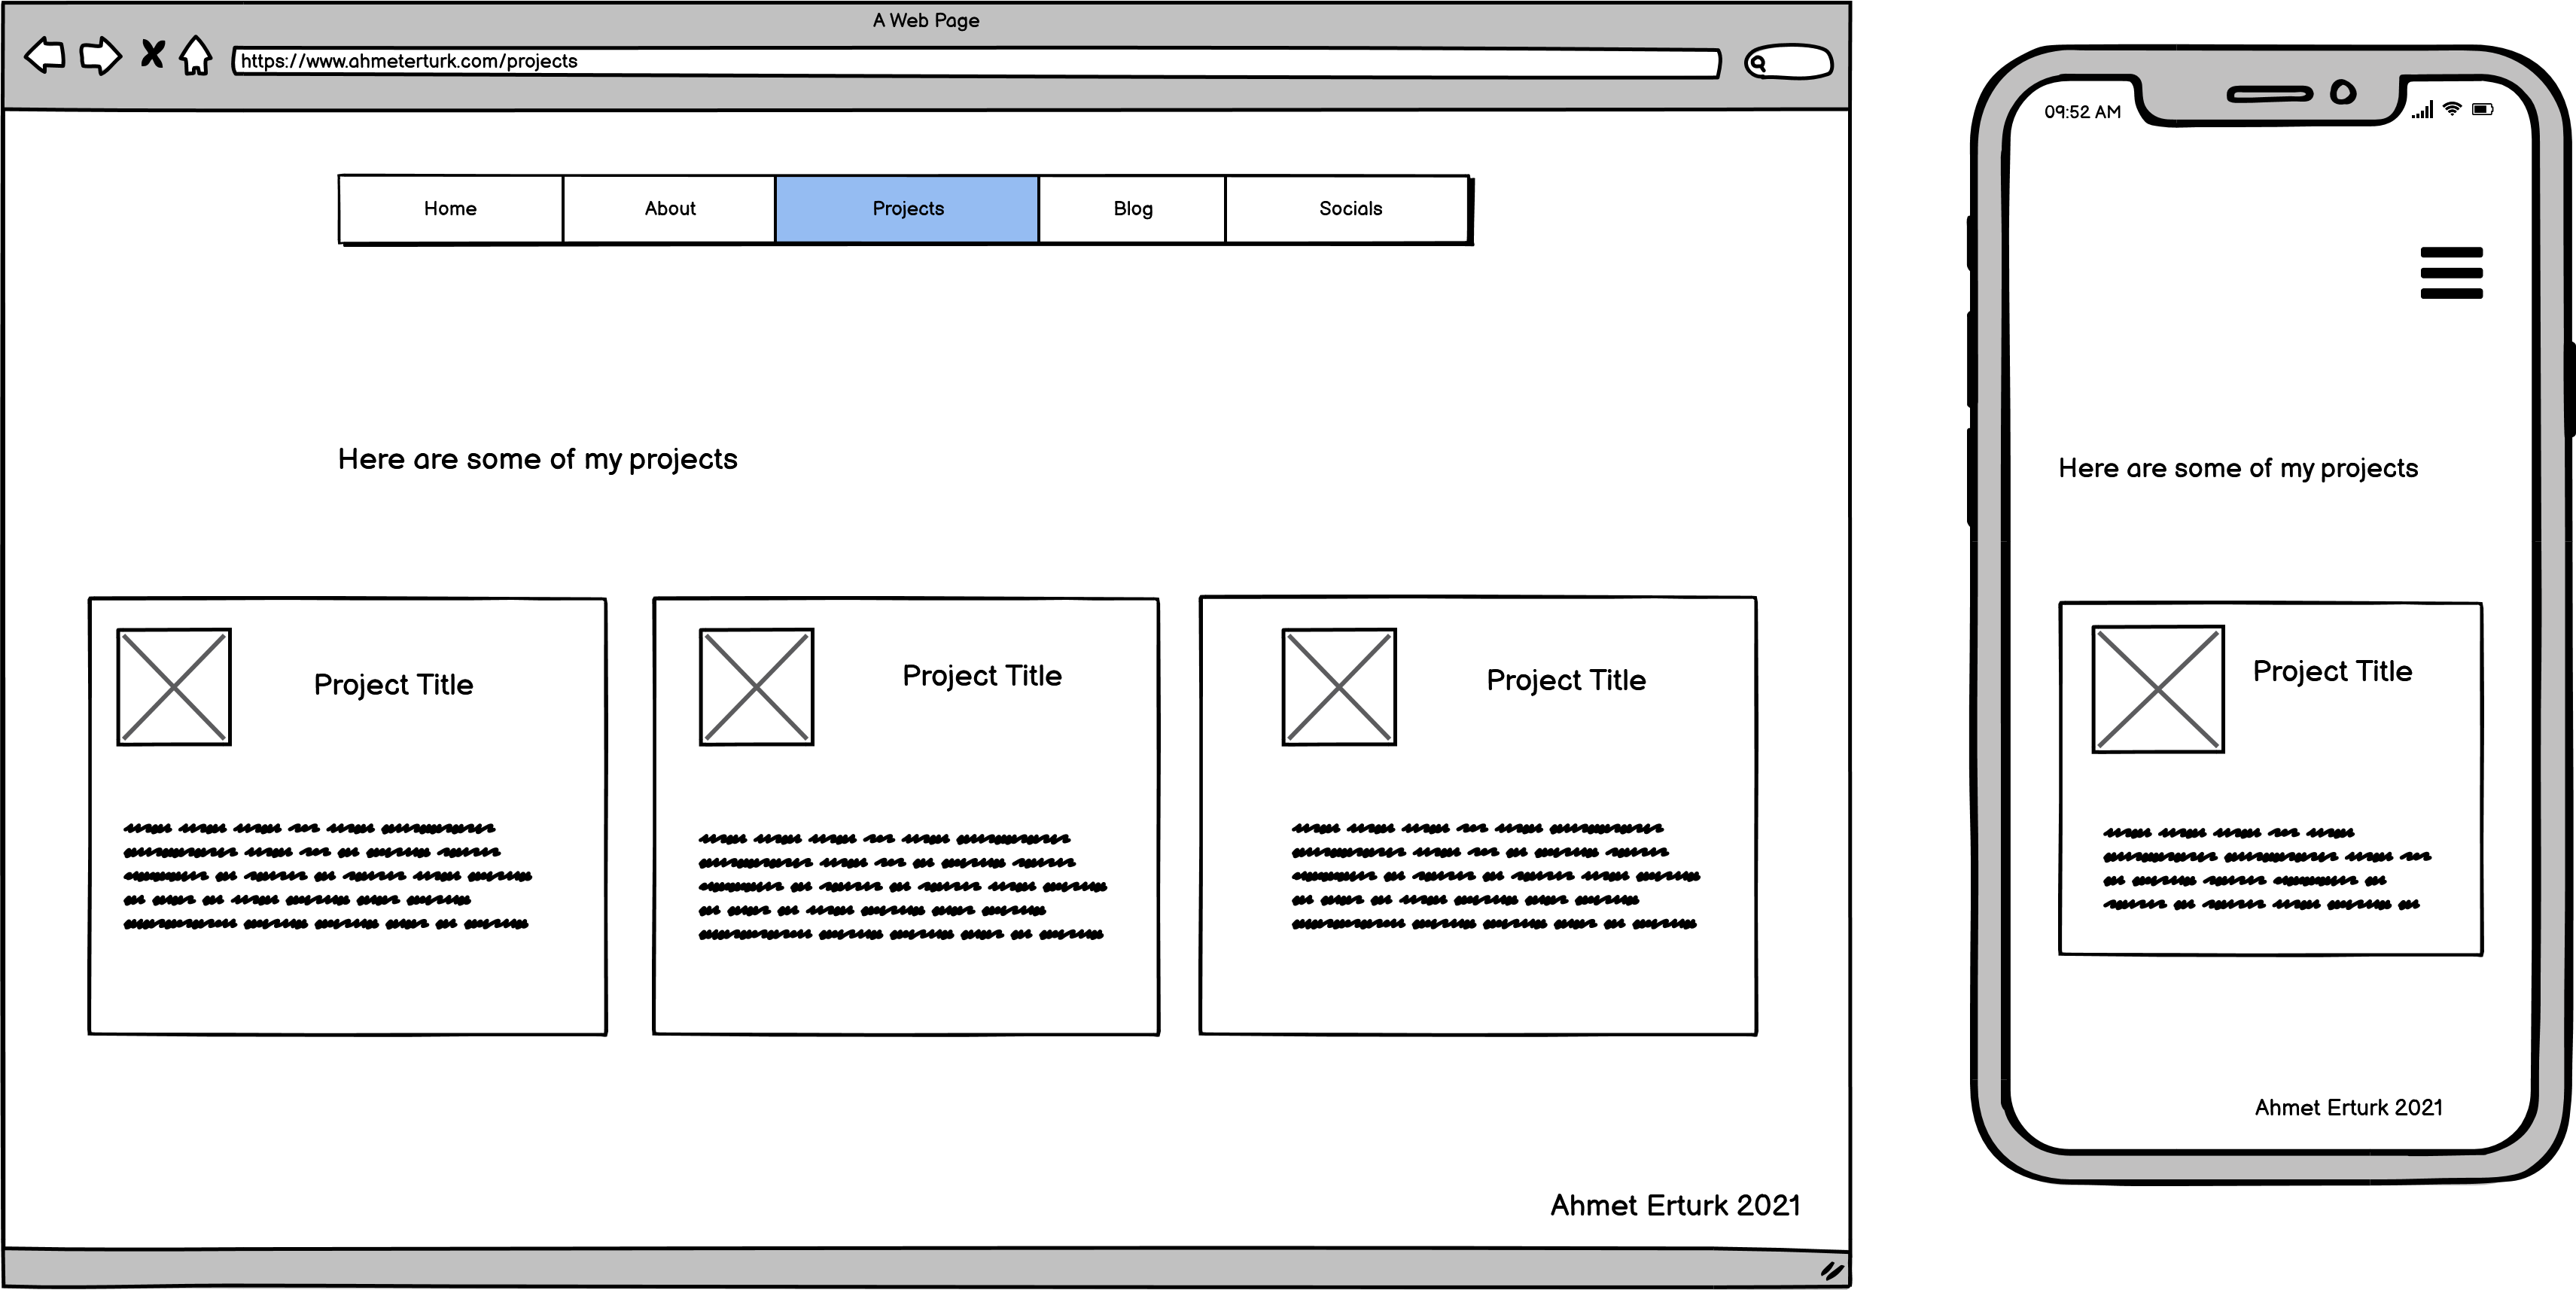 A Web Page
https://www.ahmeterturk.com/projects
Home About Projects Blog Socials
Here are some of my projects
Project Title
Project Title
Project Title
Ahmet Erturk 2021
09:52 AM
Here are some of my projects
Project Title
Ahmet Erturk 2021